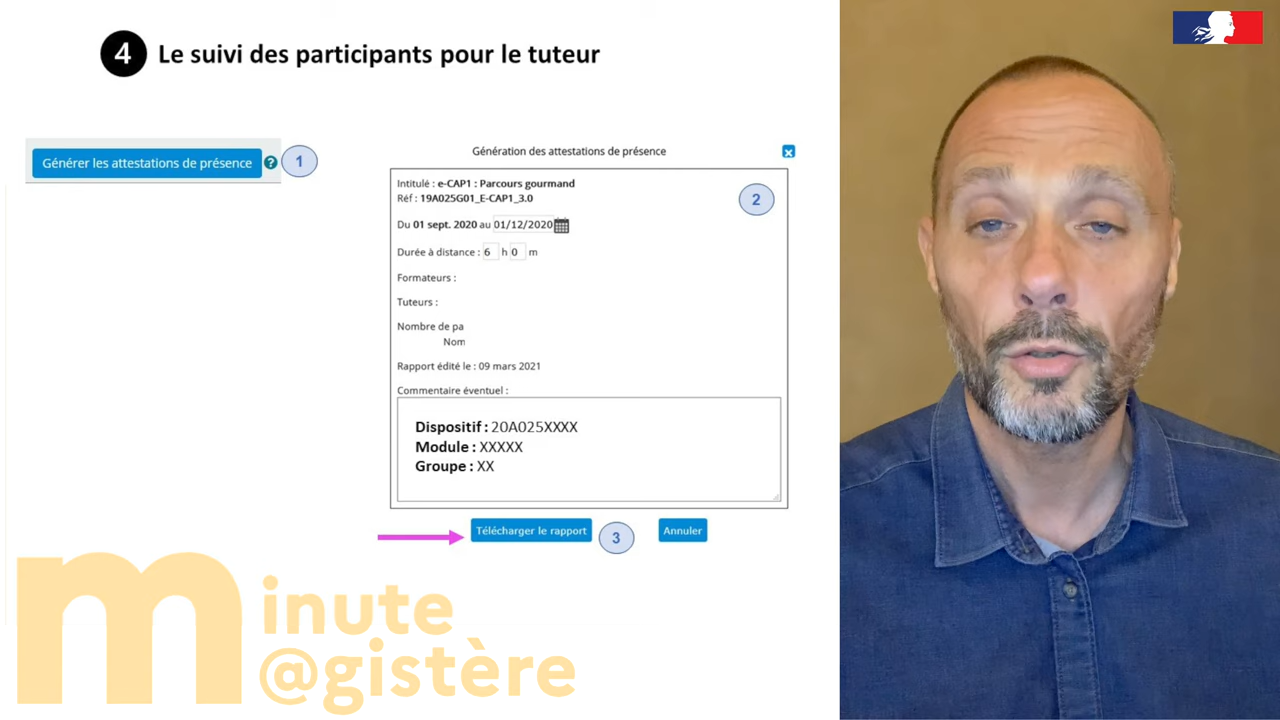 4 Le suivi des participants pour le tuteur
Générer les attestations de présence ? 1
Génération des attestations de présence
Intitulé : e-CAP1 : Parcours gourmand
2
Réf : 19A025G01_E-CAP1_3.0
Du 01 sept. 2020 au 01/12/2020
Durée à distance : 6 h 0 m
Formateurs :
Tuteurs :
Nombre de pa
Nom
Rapport édité le : 09 mars 2021
Commentaire éventuel :
Dispositif : 20A025XXXX
Module : XXXXX
Groupe : XX
Télécharger le rapport 3 Annuler
minute
@gistère